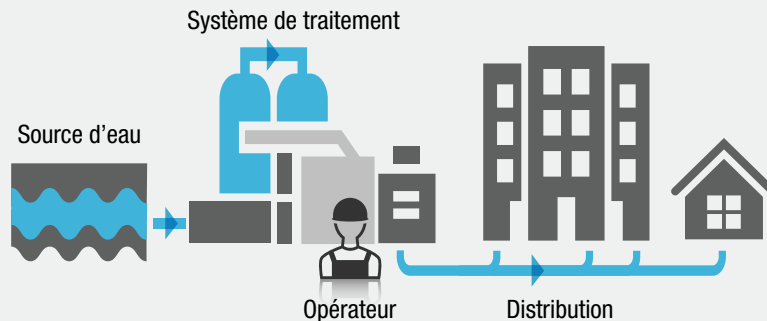 Système de traitement
Source d’eau
Opérateur
Distribution